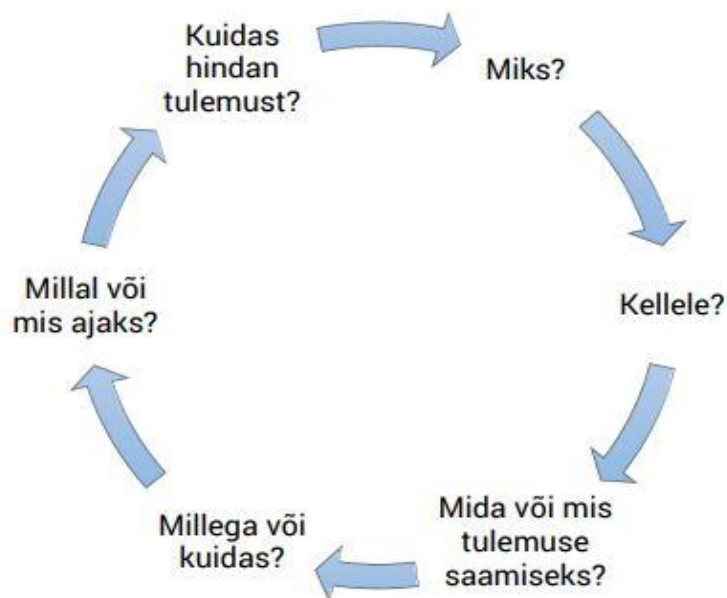 Kuidas
hindan
tulemust?
Miks?
Kellele?
Mida või mis
tulemuse
saamiseks?
Millega või
kuidas?
Millal või
mis ajaks?